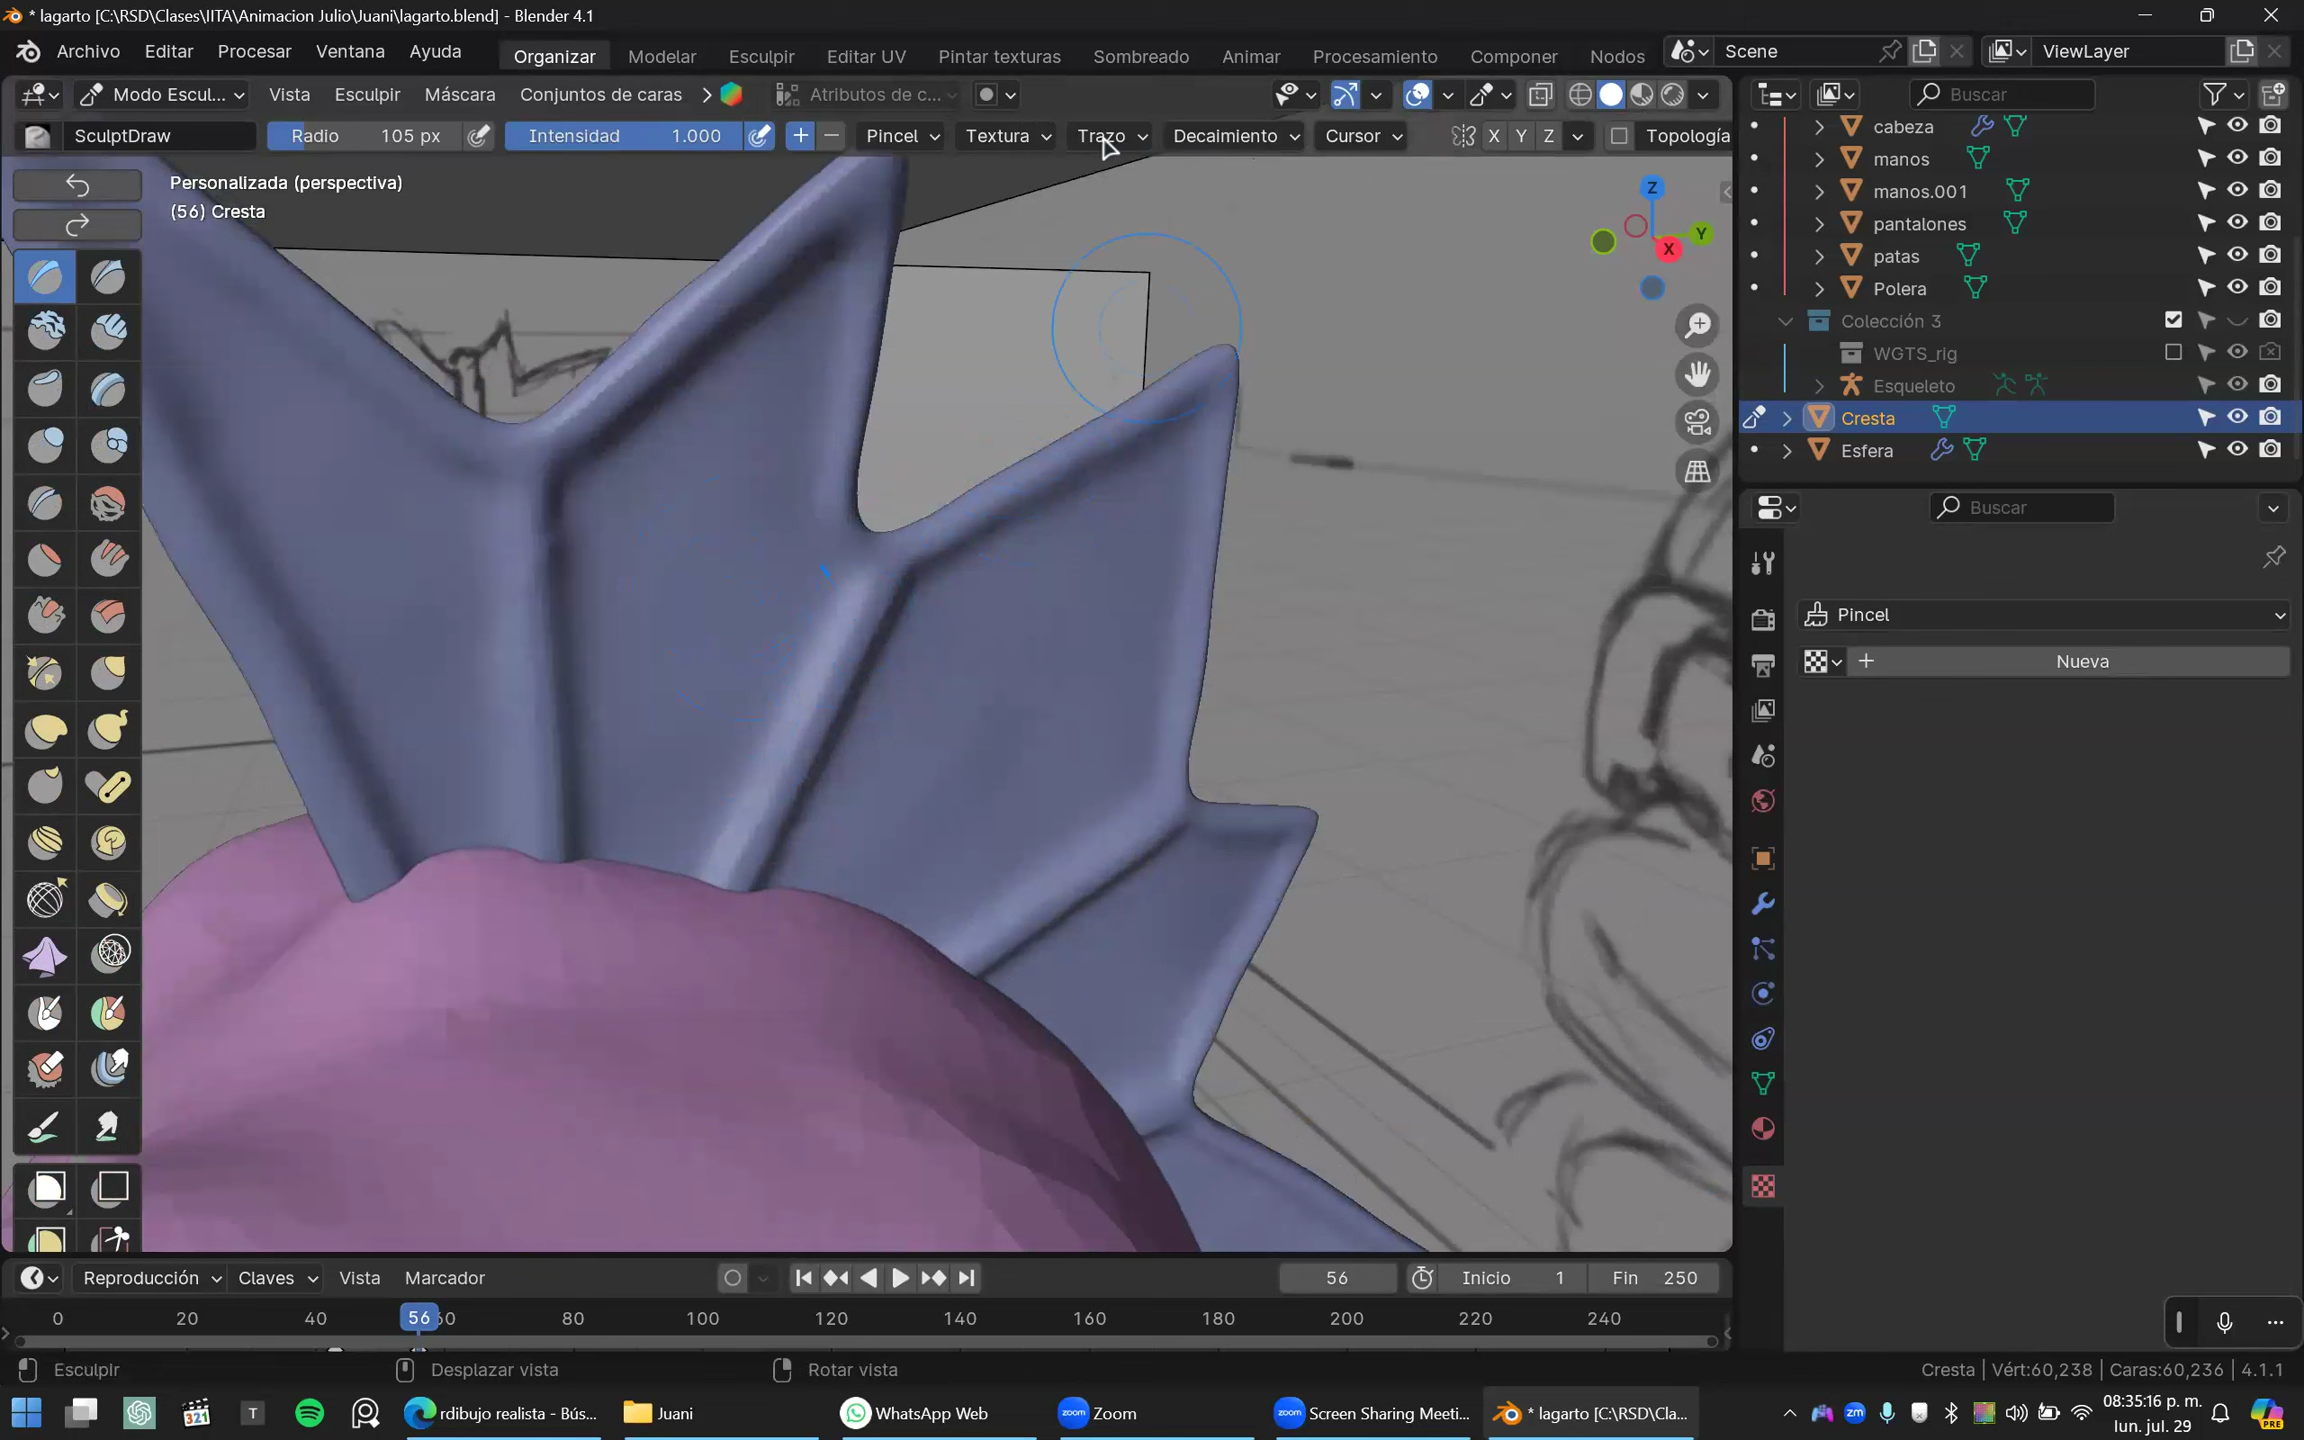 * lagarto [C:\RSD\Clases\IITA\Animacion Julio\Juani\lagarto.blend] - Blender 4.1
Archivo Editar Procesar Ventana Ayuda Organizar Modelar Esculpir Editar UV Pintar texturas Sombreado Animar Procesamiento Componer Nodos Scene ViewLayer
Modo Escul... Vista Esculpir Máscara Conjuntos de caras Atributos de c... Buscar
SculptDraw Radio 105 px Intensidad 1.000 Pincel Textura Trazo Decaimiento Cursor X Y Z Topología
Personalizada (perspectiva)
(56) Cresta
Z
Y
X
cabeza
manos
manos.001
pantalones
patas
Polera
Colección 3
WGTS_rig
Esqueleto
Cresta
Esfera
Buscar
Pincel
Nueva
Reproducción Claves Vista Marcador 56 Inicio 1 Fin 250
0 20 40 56 60 80 100 120 140 160 180 200 220 240
Esculpir Desplazar vista Rotar vista Cresta | Vért:60,238 | Caras:60,236 | 4.1.1
321 T rdibujo realista - Bús... Juani WhatsApp Web zoom Zoom zoom Screen Sharing Meeti... * lagarto [C:\RSD\Cla... zm 08:35:16 p. m. PRE
lun. jul. 29